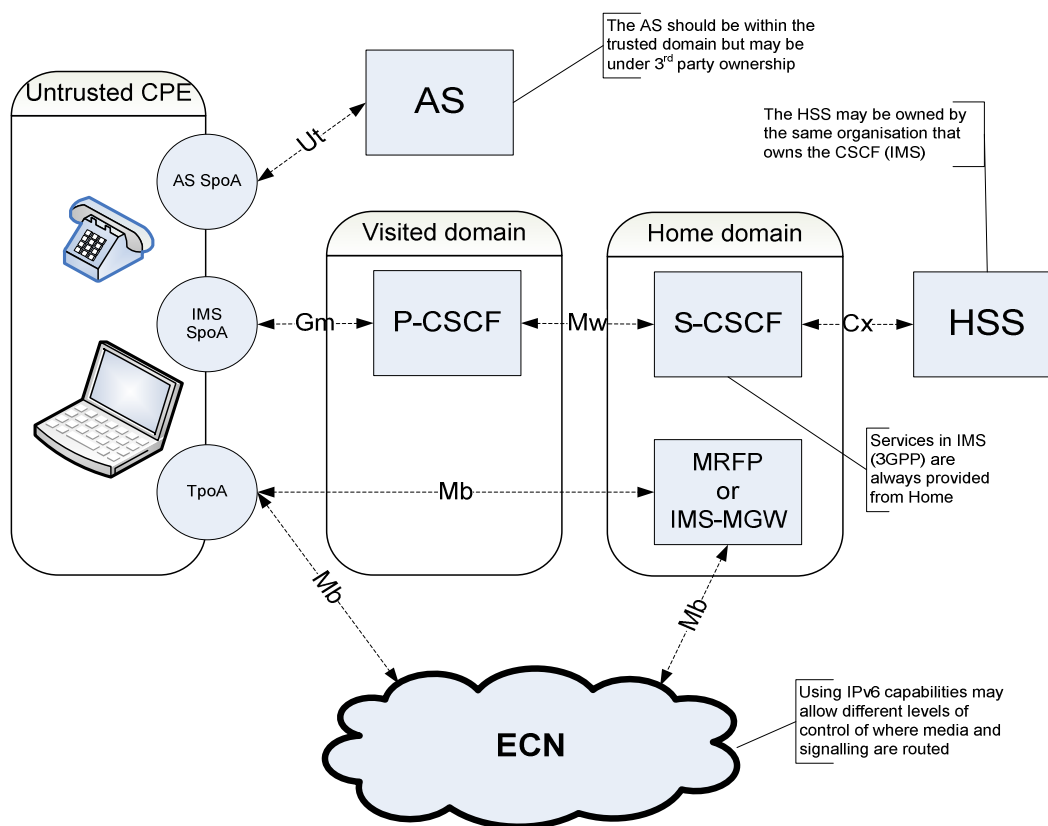 The AS should be within the
trusted domain but may be
under 3rd party ownership
Untrusted CPE
AS
The HSS may be owned by
the same organisation that
owns the CSCF (IMS)
Ut
AS SpoA
Visited domain
Home domain
IMS
SpoA
Gm
P-CSCF
Mw
S-CSCF
Cx
HSS
Services in IMS
(3GPP) are
always provided
from Home
TpoA
Mb
MRFP
or
IMS-MGW
Mb
Mb
ECN
Using IPv6 capabilities may
allow different levels of
control of where media and
signalling are routed